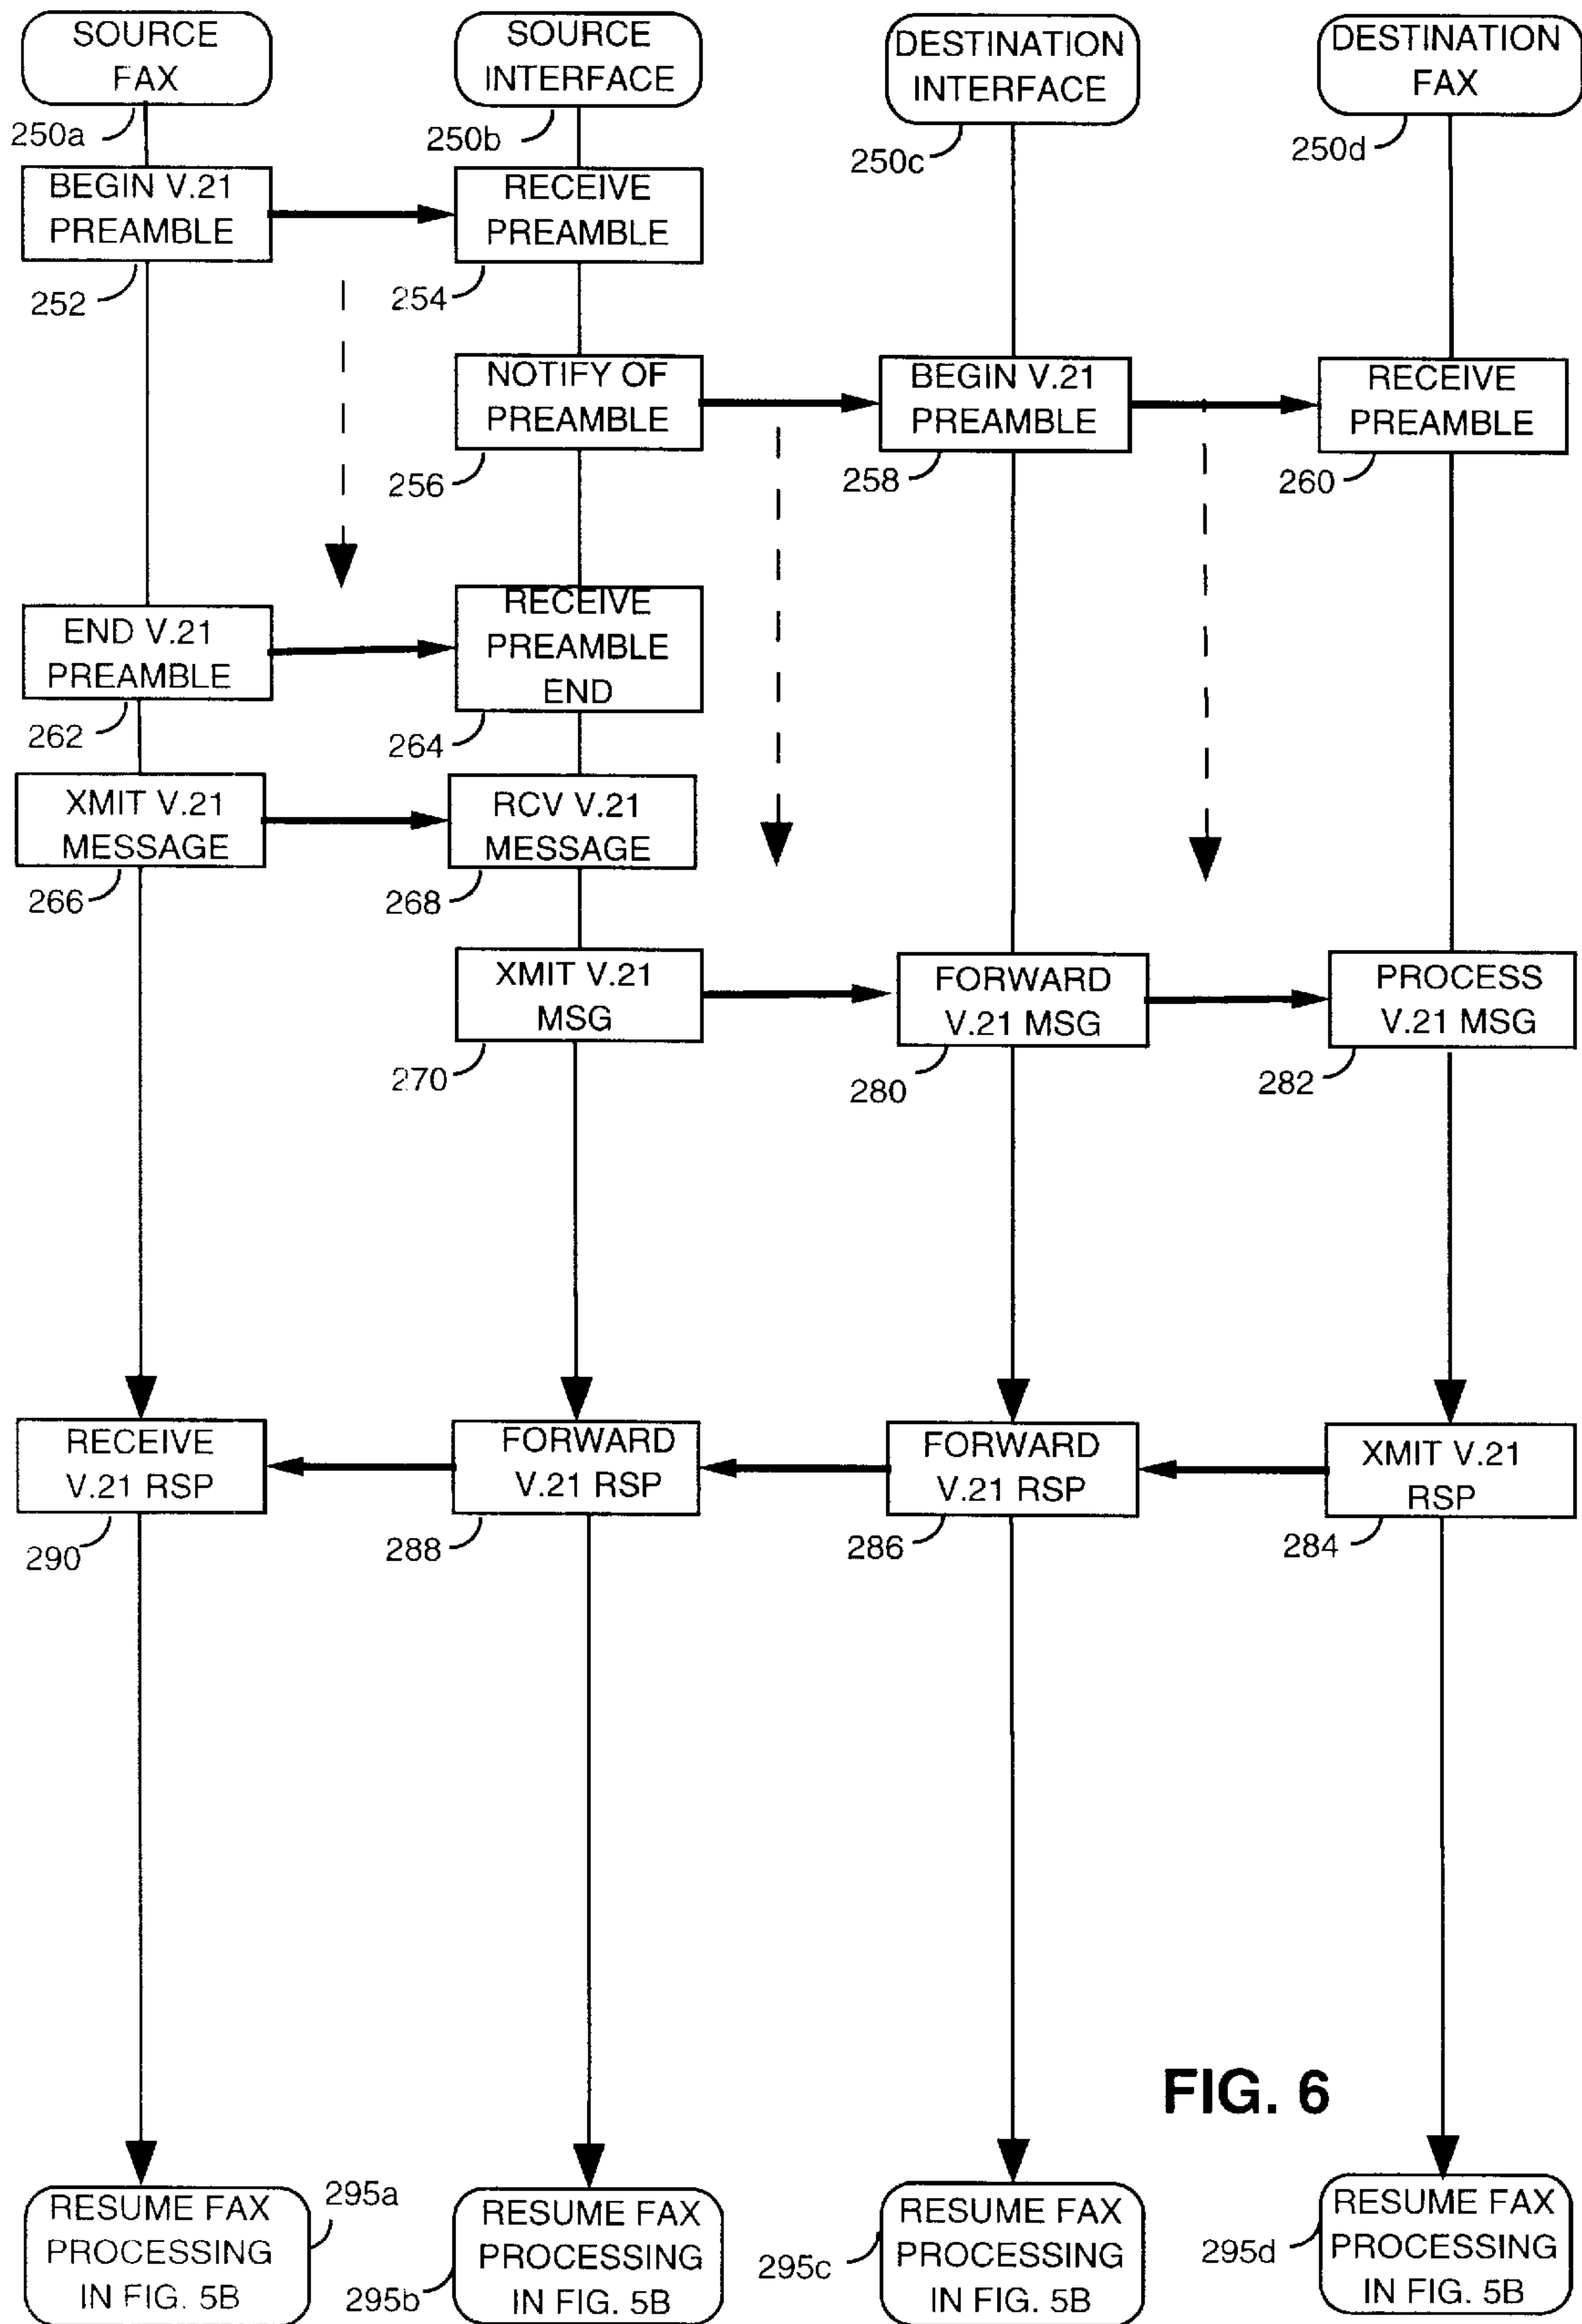 SOURCE
FAX
SOURCE
INTERFACE
DESTINATION
INTERFACE
DESTINATION
FAX
250a
250b
250c
250d
BEGIN V.21
PREAMBLE
RECEIVE
PREAMBLE
252
254
NOTIFY OF
PREAMBLE
BEGIN V.21
PREAMBLE
RECEIVE
PREAMBLE
256
258
260
END V.21
PREAMBLE
RECEIVE
PREAMBLE
END
262
264
XMIT V.21
MESSAGE
RCV V.21
MESSAGE
266
268
XMIT V.21
MSG
FORWARD
V.21 MSG
PROCESS
V.21 MSG
270
280
282
RECEIVE
V.21 RSP
FORWARD
V.21 RSP
FORWARD
V.21 RSP
XMIT V.21
RSP
290
288
286
284
FIG. 6
RESUME FAX
PROCESSING
IN FIG. 5B
295a
RESUME FAX
PROCESSING
IN FIG. 5B
295b
RESUME FAX
PROCESSING
IN FIG. 5B
295c
RESUME FAX
PROCESSING
IN FIG. 5B
295d